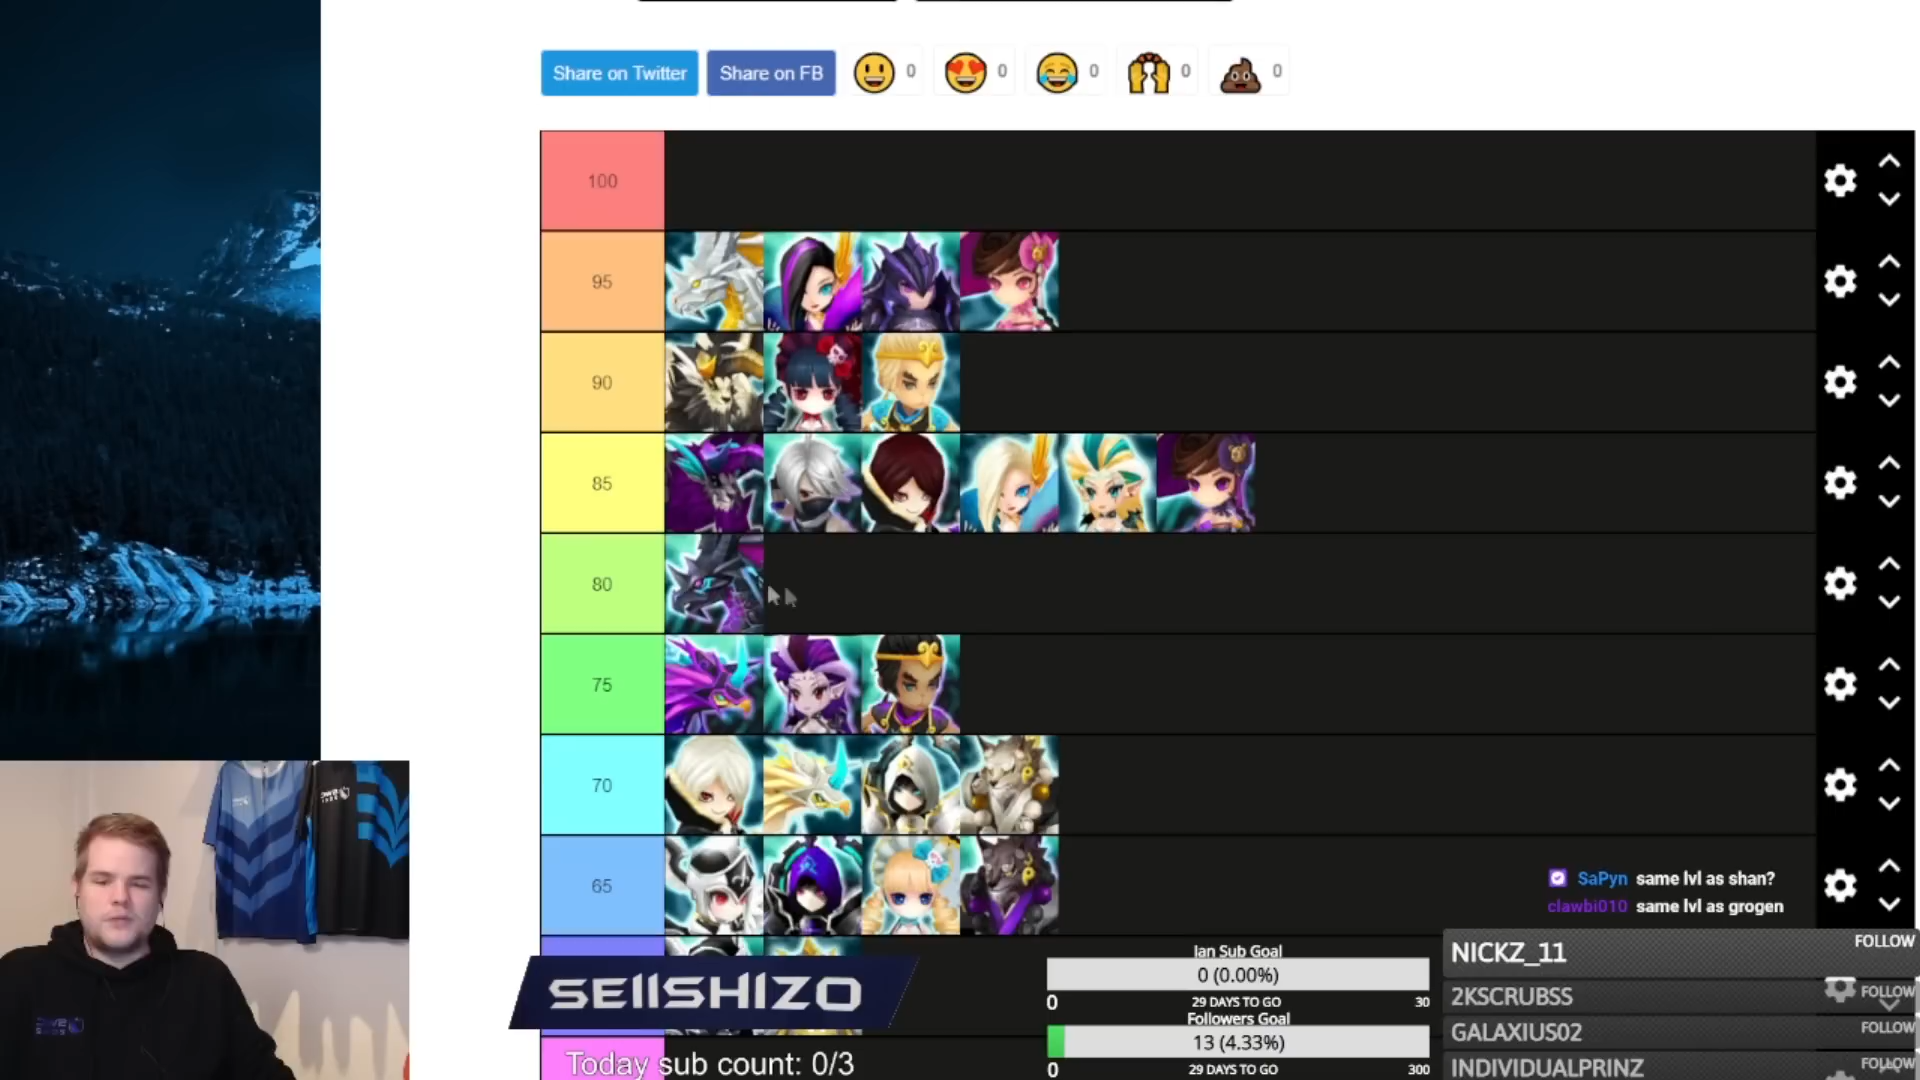 Share on Twitter
Share on FB
0
0
0
0
0
100
95
90
85
80
75
70
65
SaPyn same lvl as shan?
clawbi010 same lvl as grogen
SEIISHIZO
Today sub count: 0/3
Jan Sub Goal
0 (0.00%)
0 29 DAYS TO GO 30
Followers Goal
13 (4.33%)
0 29 DAYS TO GO 300
NICKZ_11 FOLLOW
2KSCRUBSS FOLLOW
GALAXIUS02 FOLLOW
INDIVIDUALPRINZ FOLLOW